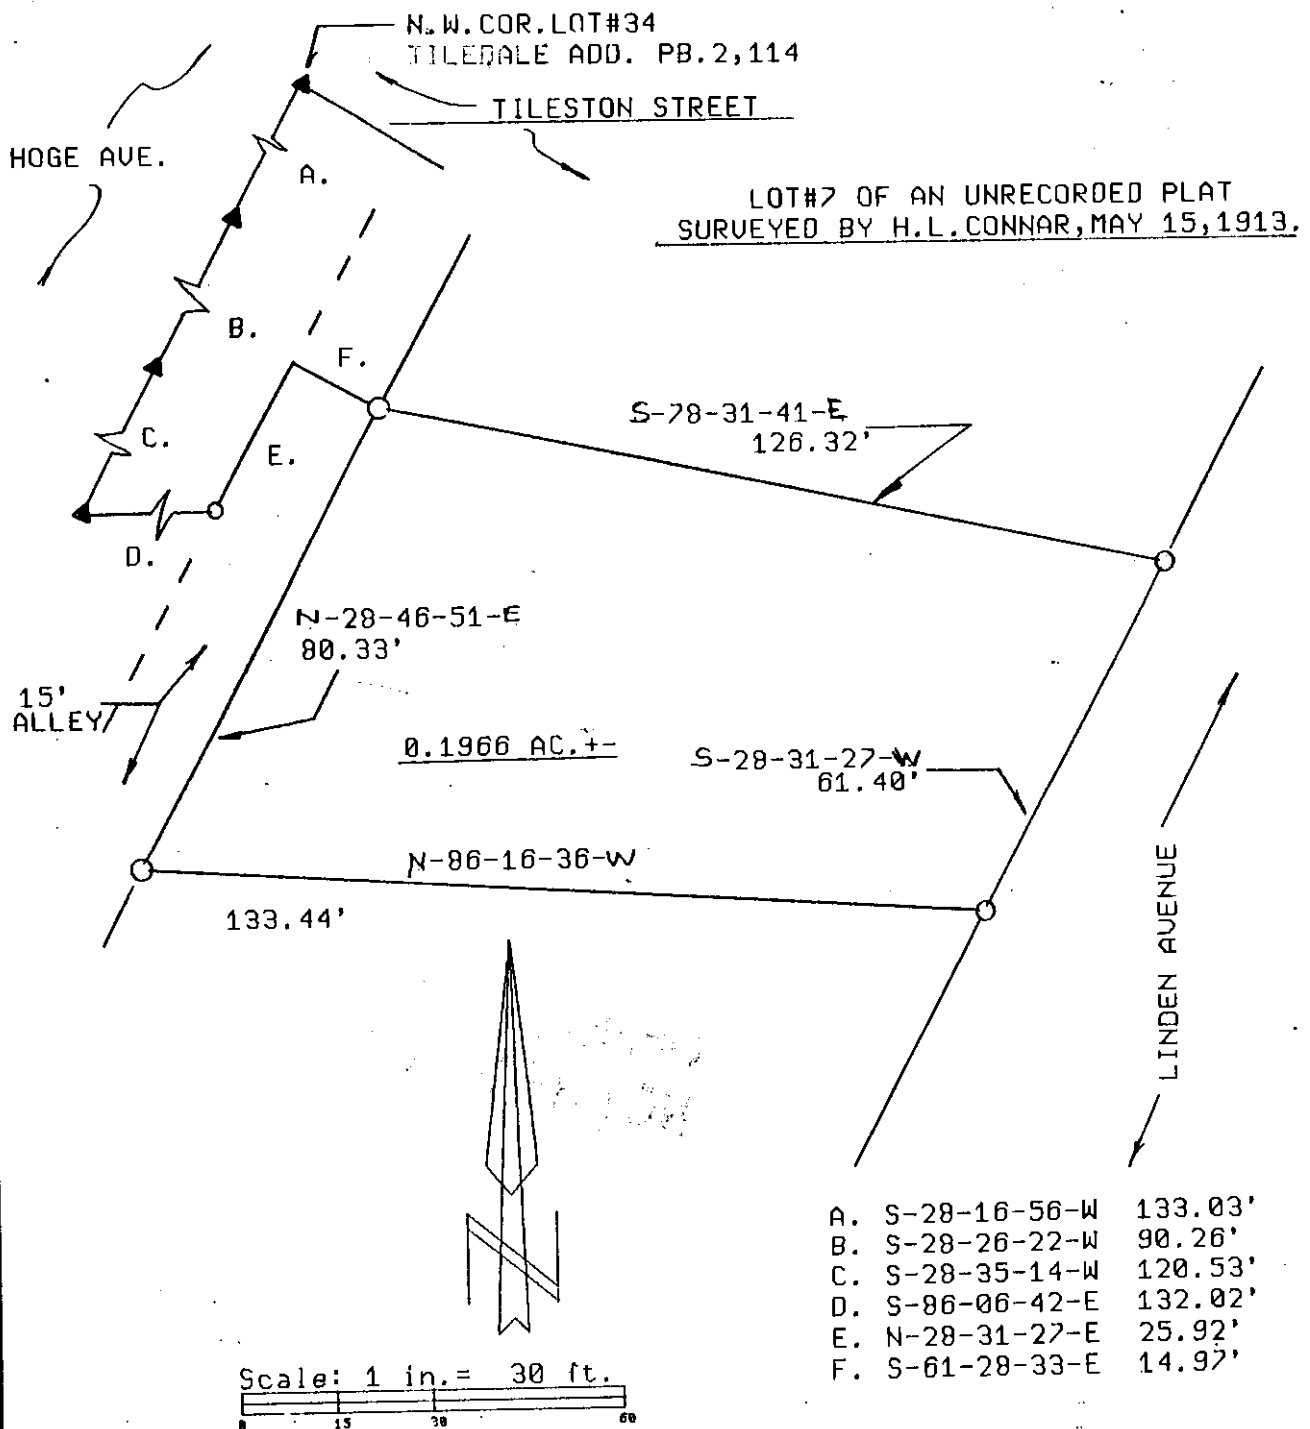 N.W.COR.LOT#34
TILEDALE ADD. PB.2,114
TILESTON STREET
HOGE AVE.
A.
LOT#7 OF AN UNRECORDED PLAT
SURVEYED BY H.L.CONNAR,MAY 15,1913.
B.
F.
S-78-31-41-E
126.32'
C.
E.
D.
N-28-46-51-E
80.33'
15'
ALLEY
0.1966 AC.+-
S-28-31-27-W
61.40'
N-86-16-36-W
133.44'
LINDEN AVENUE
N
A. S-28-16-56-W 133.03'
B. S-28-26-22-W 90.26'
C. S-28-35-14-W 120.53'
D. S-86-06-42-E 132.02'
E. N-28-31-27-E 25.92'
F. S-61-28-33-E 14.97'
Scale: 1 in.= 30 ft.
0 15 30 60